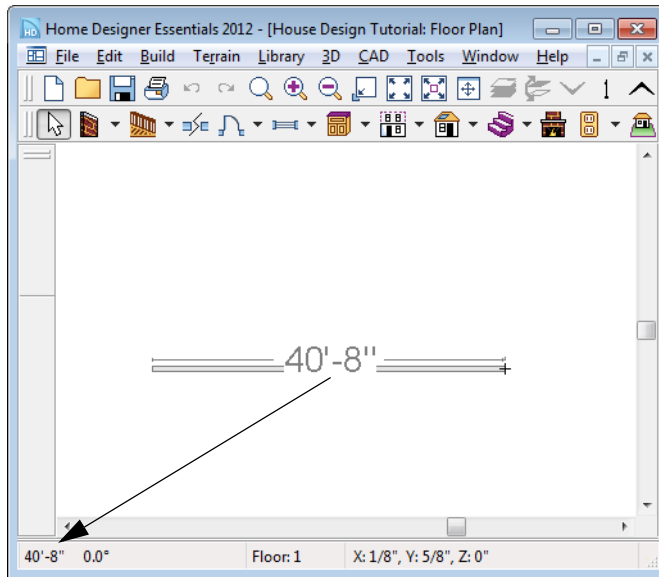 Home Designer Essentials 2012 - [House Design Tutorial: Floor Plan]
File Edit Build Terrain Library 3D CAD Tools Window Help
1
40'-8"
40'-8" 0.0° Floor: 1 X: 1/8", Y: 5/8", Z: 0"